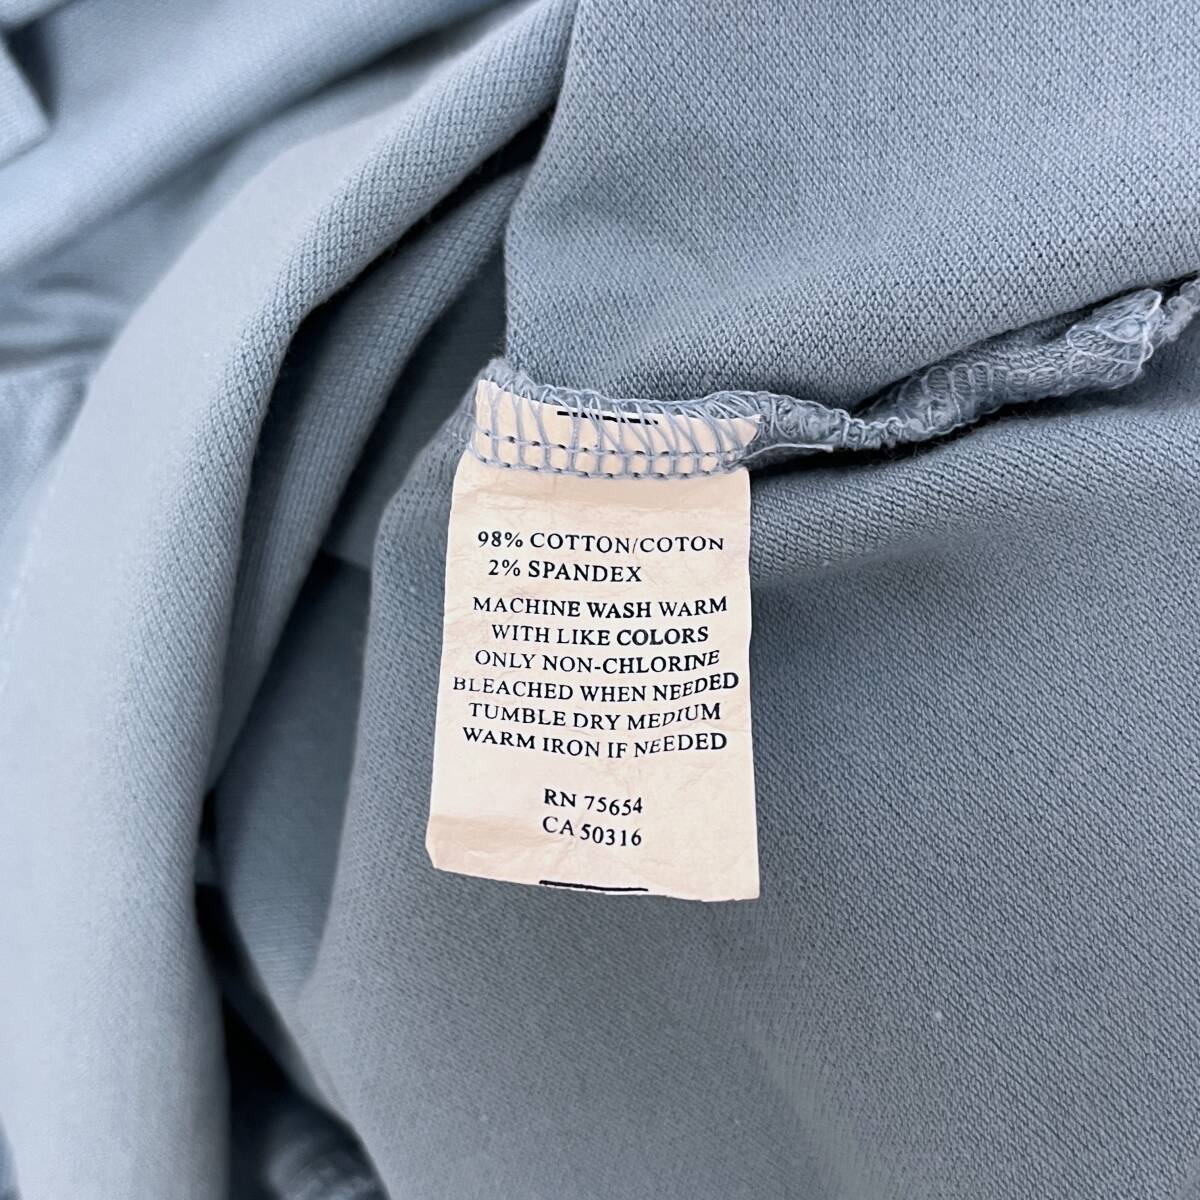 98% COTTON/COTON
2% SPANDEX
MACHINE WASH WARM
WITH LIKE COLORS
ONLY NON-CHLORINE
BLEACHED WHEN NEEDED
TUMBLE DRY MEDIUM
WARM IRON IF NEEDED
RN 75654
CA 50316